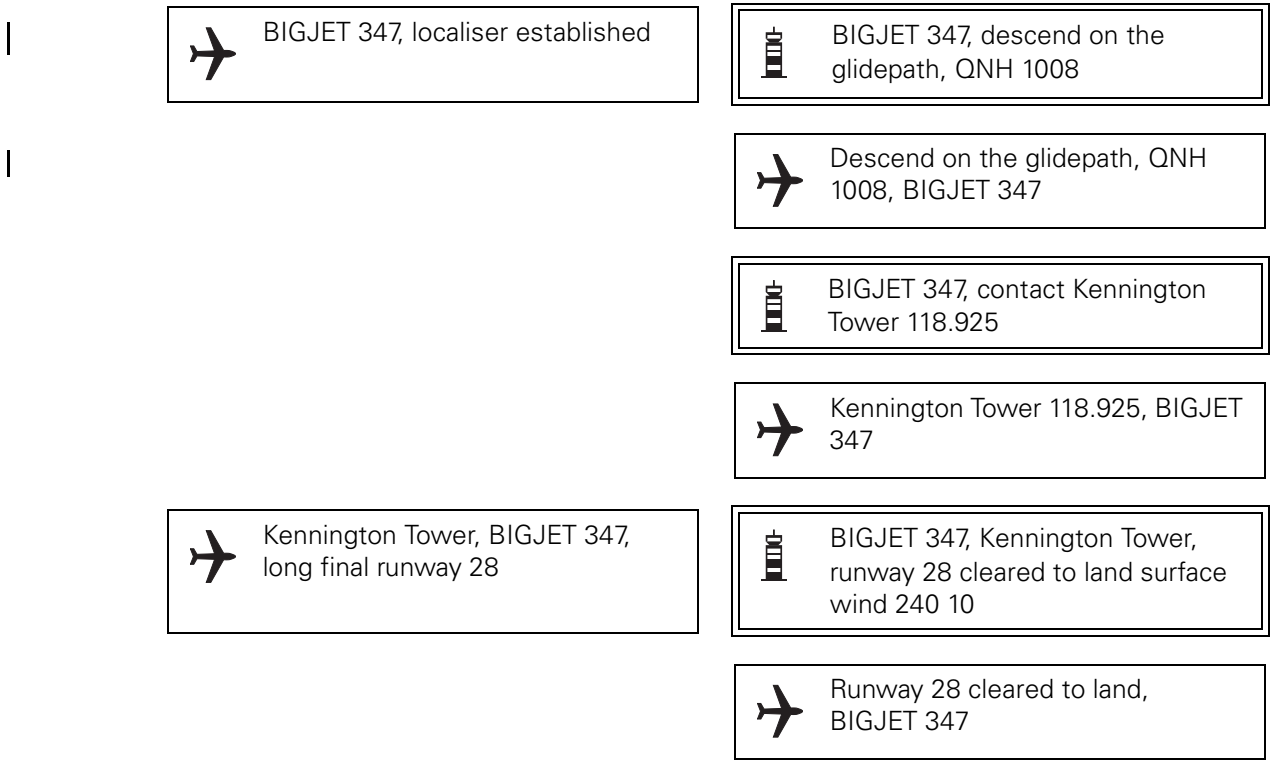 BIGJET 347, localiser established
BIGJET 347, descend on the
glidepath, QNH 1008
Descend on the glidepath, QNH
1008, BIGJET 347
BIGJET 347, contact Kennington
Tower 118.925
Kennington Tower 118.925, BIGJET
347
Kennington Tower, BIGJET 347,
long final runway 28
BIGJET 347, Kennington Tower,
runway 28 cleared to land surface
wind 240 10
Runway 28 cleared to land,
BIGJET 347